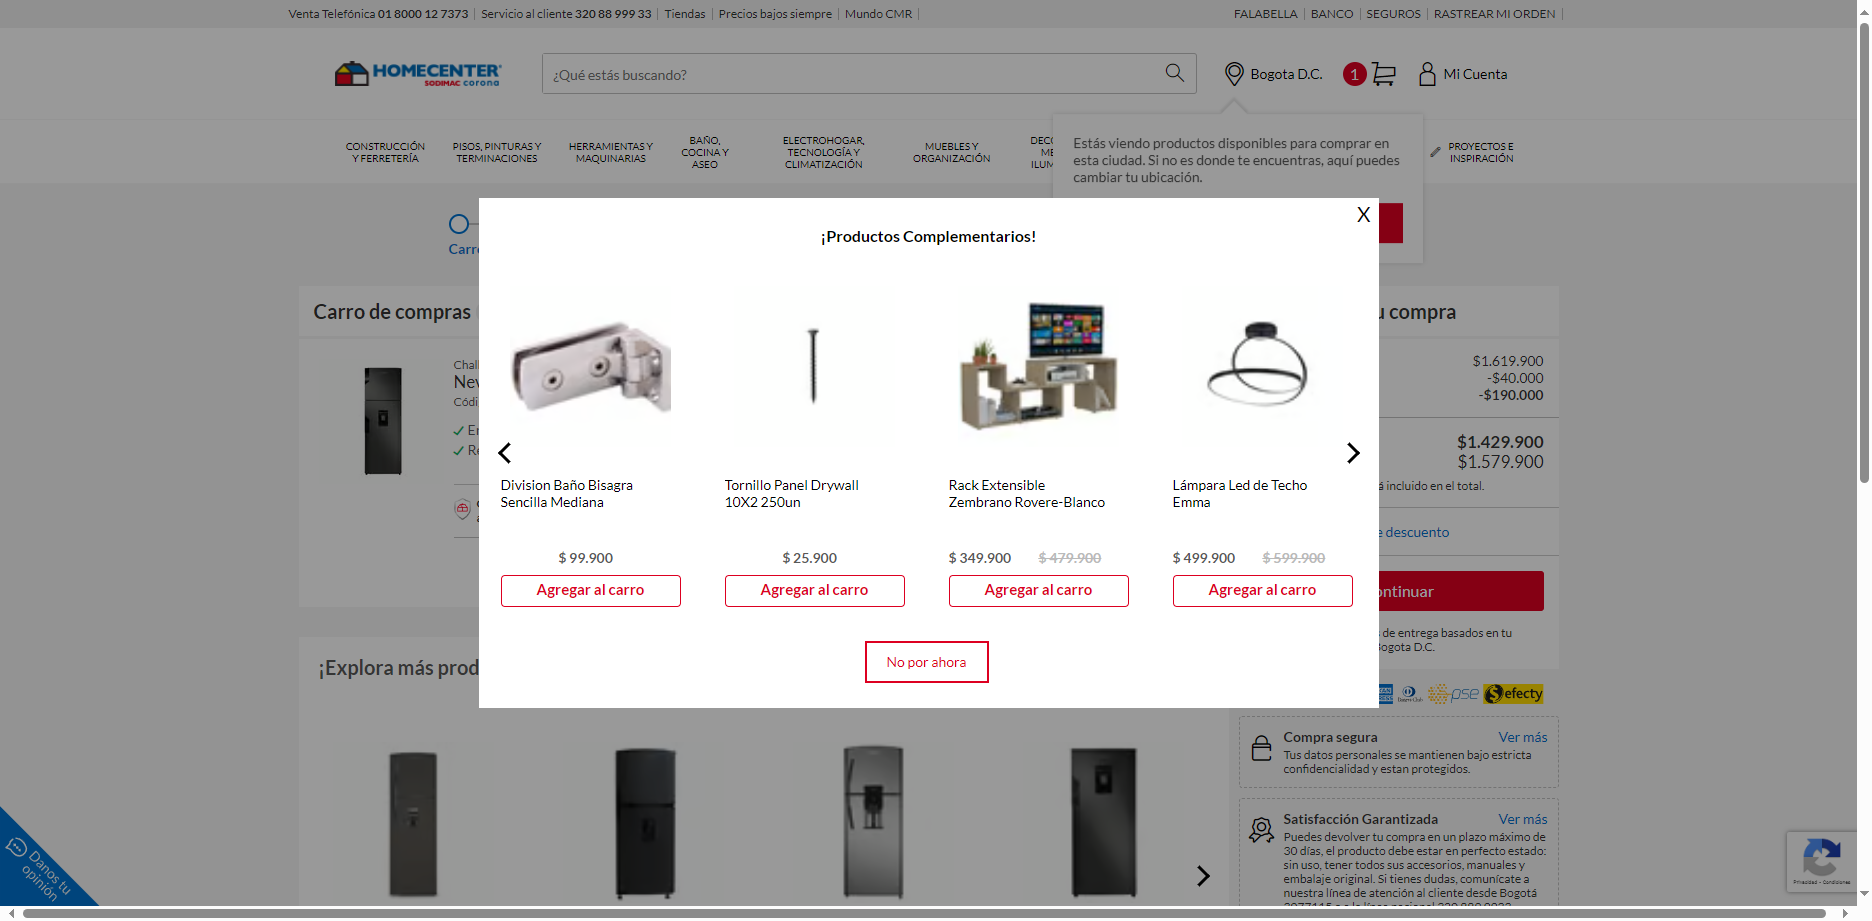 Venta Telefónica 01 8000 12 7373
Servicio al cliente 320 88 999 33
Tiendas
Precios bajos siempre
Mundo CMR
FALABELLA
BANCO
SEGUROS
RASTREAR MI ORDEN
HOMECENTER
SODIMAC corona
¿Qué estás buscando?
Bogota D.C.
1
Mi Cuenta
CONSTRUCCIÓN
Y FERRETERÍA
PISOS, PINTURAS Y
TERMINACIONES
HERRAMIENTAS Y
MAQUINARIAS
BAÑO,
COCINA Y
ASEO
ELECTROHOGAR,
TECNOLOGÍA Y
CLIMATIZACIÓN
MUEBLES Y
ORGANIZACIÓN
DECO
ME
ILUM
PROYECTOS E
INSPIRACIÓN
Estás viendo productos disponibles para comprar en
esta ciudad. Si no es donde te encuentras, aquí puedes
cambiar tu ubicación.
X
¡Productos Complementarios!
Division Baño Bisagra
Sencilla Mediana
$ 99.900
Agregar al carro
Tornillo Panel Drywall
10X2 250un
$ 25.900
Agregar al carro
Rack Extensible
Zembrano Rovere-Blanco
$ 349.900 $ 479.900
Agregar al carro
Lámpara Led de Techo
Emma
$ 499.900 $ 599.900
Agregar al carro
No por ahora
Carro de compras
Chall
Códi
u compra
$1.619.900
-$40.000
-$190.000
$1.429.900
$1.579.900
á incluido en el total.
e descuento
ontinuar
s de entrega basados en tu
ogota D.C.
pse
efecty
Compra segura
Ver más
Tus datos personales se mantienen bajo estricta
confidencialidad y estan protegidos.
Satisfacción Garantizada
Ver más
Puedes devolver tu compra en un plazo máximo de
30 días, el producto debe estar en perfecto estado:
sin uso, tener todos sus accesorios, manuales y
embalaje original. Si tienes dudas, comunícate a
nuestra línea de atención al cliente desde Bogotá
¡Explora más prod
Danos tu
opinión
Privacidad - Condiciones